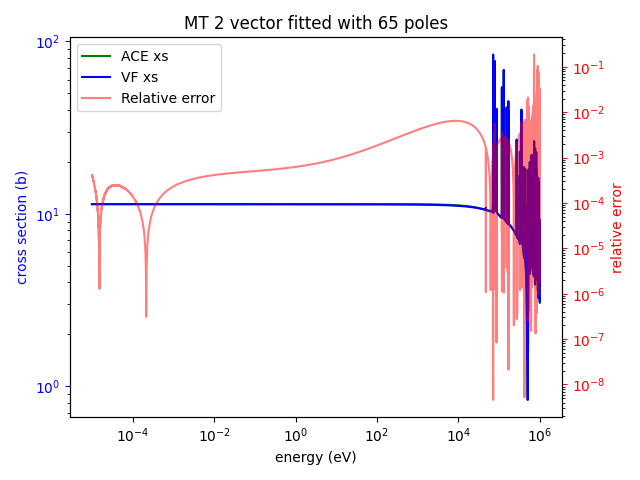 MT 2 vector fitted with 65 poles
ACE xs
VF xs
Relative error
cross section (b)
10^2
10^1
10^0
relative error
10^-1
10^-2
10^-3
10^-4
10^-5
10^-6
10^-7
10^-8
10^-4 10^-2 10^0 10^2 10^4 10^6
energy (eV)